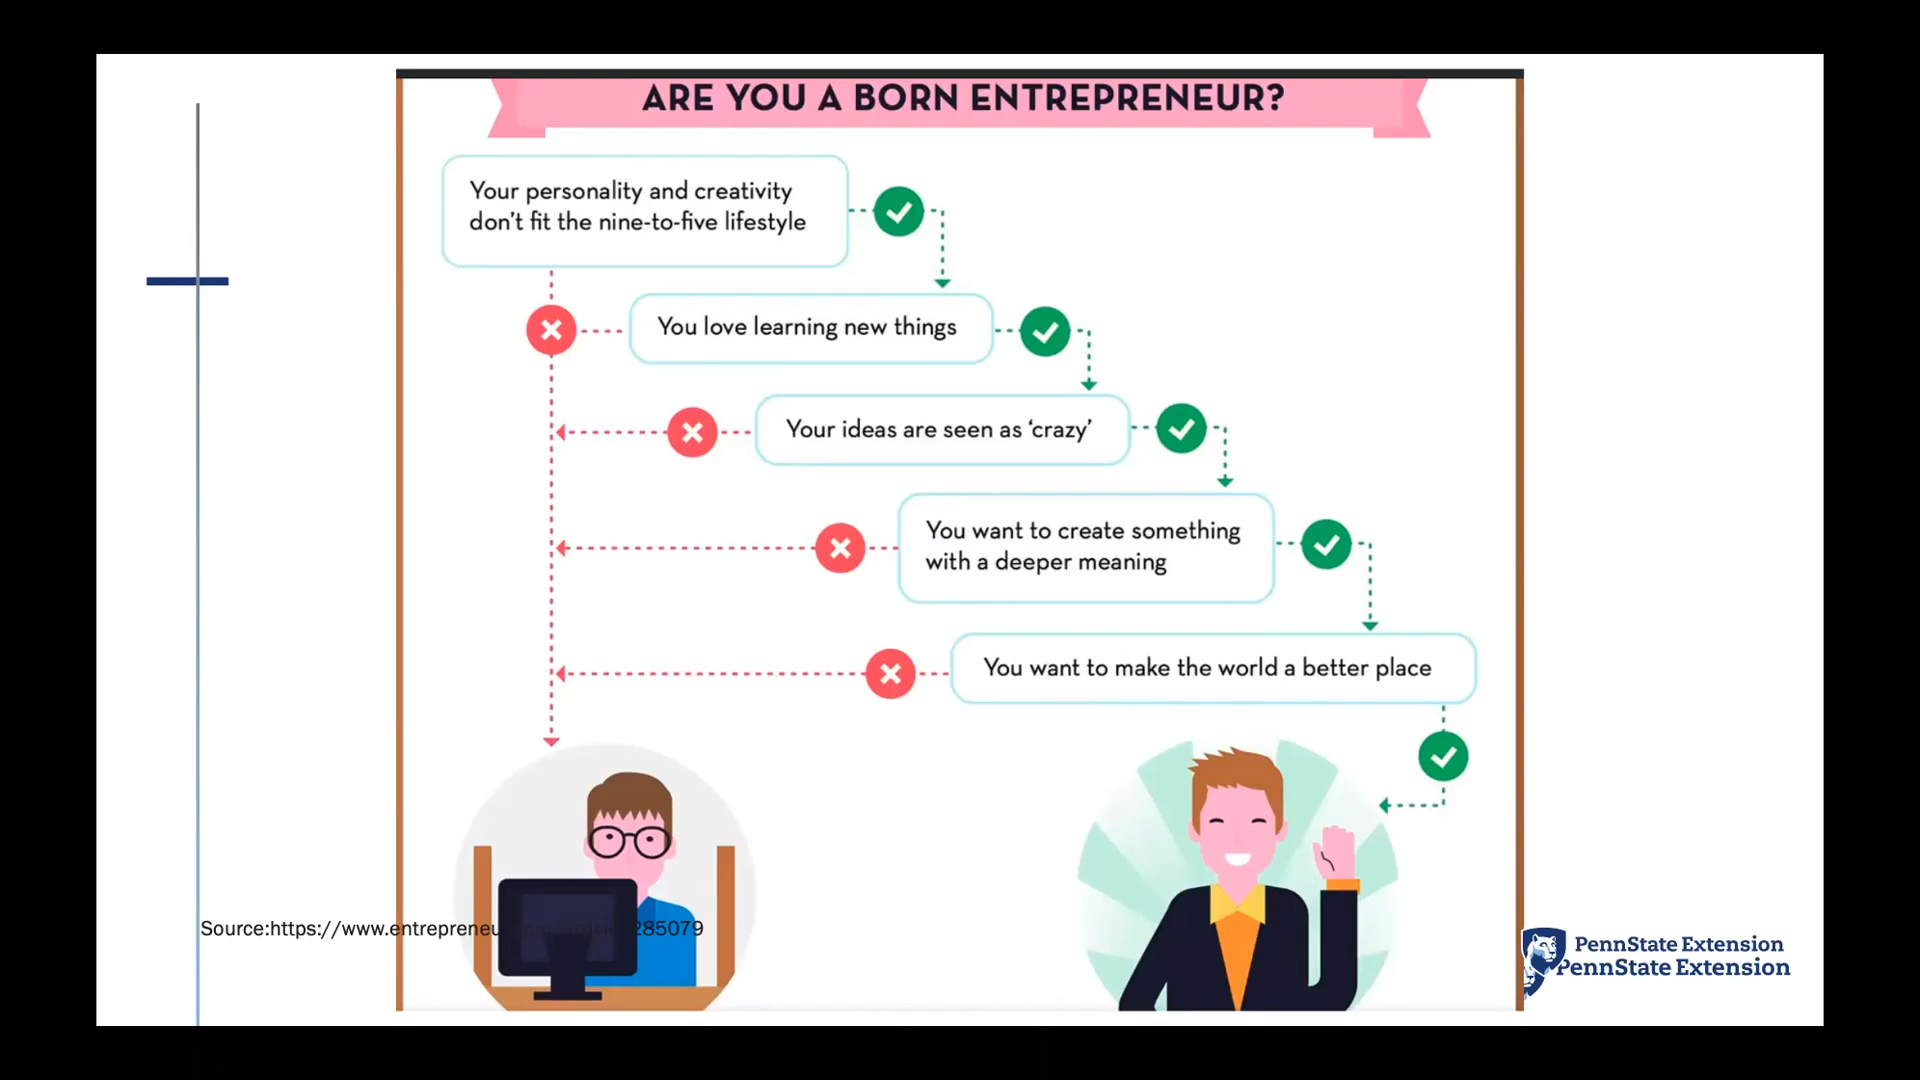 ARE YOU A BORN ENTREPRENEUR?
Your personality and creativity
don't fit the nine-to-five lifestyle
You love learning new things
Your ideas are seen as 'crazy'
You want to create something
with a deeper meaning
You want to make the world a better place
Source:https://www.entrepreneu 285079
PennState Extension
PennState Extension